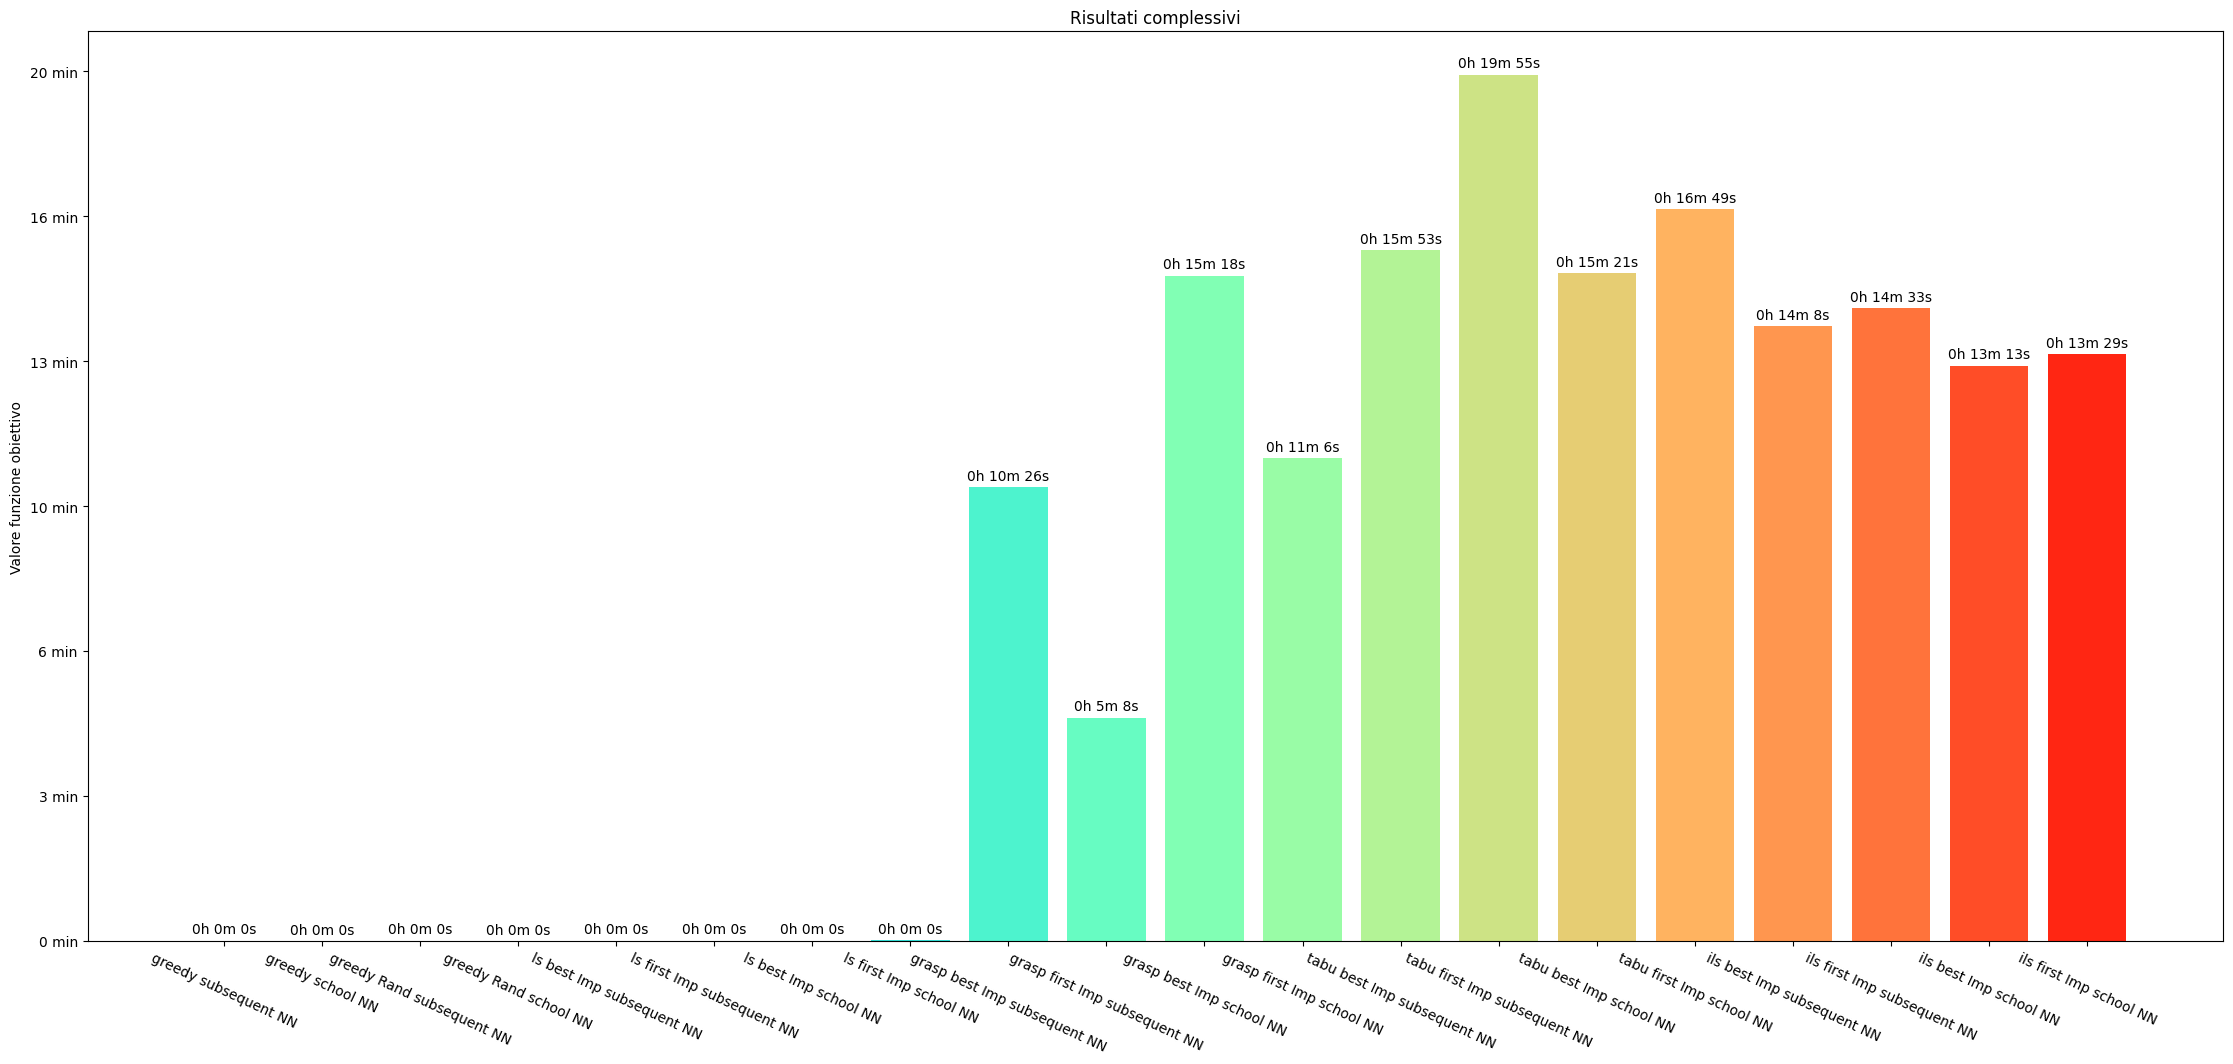 Risultati complessivi
Valore funzione obiettivo
20 min
16 min
13 min
10 min
6 min
3 min
0 min
0h 0m 0s
0h 0m 0s
0h 0m 0s
0h 0m 0s
0h 0m 0s
0h 0m 0s
0h 0m 0s
0h 0m 0s
0h 10m 26s
0h 5m 8s
0h 15m 18s
0h 11m 6s
0h 15m 53s
0h 19m 55s
0h 15m 21s
0h 16m 49s
0h 14m 8s
0h 14m 33s
0h 13m 13s
0h 13m 29s
greedy subsequent NN
greedy school NN
greedy Rand subsequent NN
greedy Rand school NN
ls best Imp subsequent NN
ls first Imp subsequent NN
ls best Imp school NN
ls first Imp school NN
grasp best Imp subsequent NN
grasp first Imp subsequent NN
grasp best Imp school NN
grasp first Imp school NN
tabu best Imp subsequent NN
tabu first Imp subsequent NN
tabu best Imp school NN
tabu first Imp school NN
ils best Imp subsequent NN
ils first Imp subsequent NN
ils best Imp school NN
ils first Imp school NN